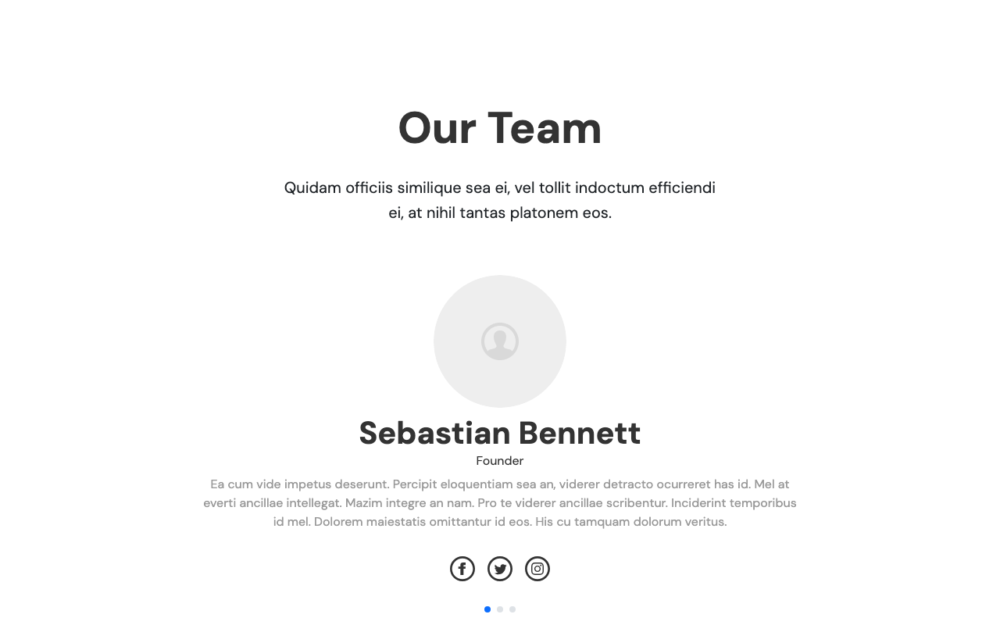 Our Team
Quidam officiis similique sea ei, vel tollit indoctum efficiendi
ei, at nihil tantas platonem eos.
Sebastian Bennett
Founder
Ea cum vide impetus deserunt. Percipit eloquentiam sea an, viderer detracto ocurreret has id. Mel at
everti ancillae intellegat. Mazim integre an nam. Pro te viderer ancillae scribentur. Inciderint temporibus
id mel. Dolorem maiestatis omittantur id eos. His cu tamquam dolorum veritus.